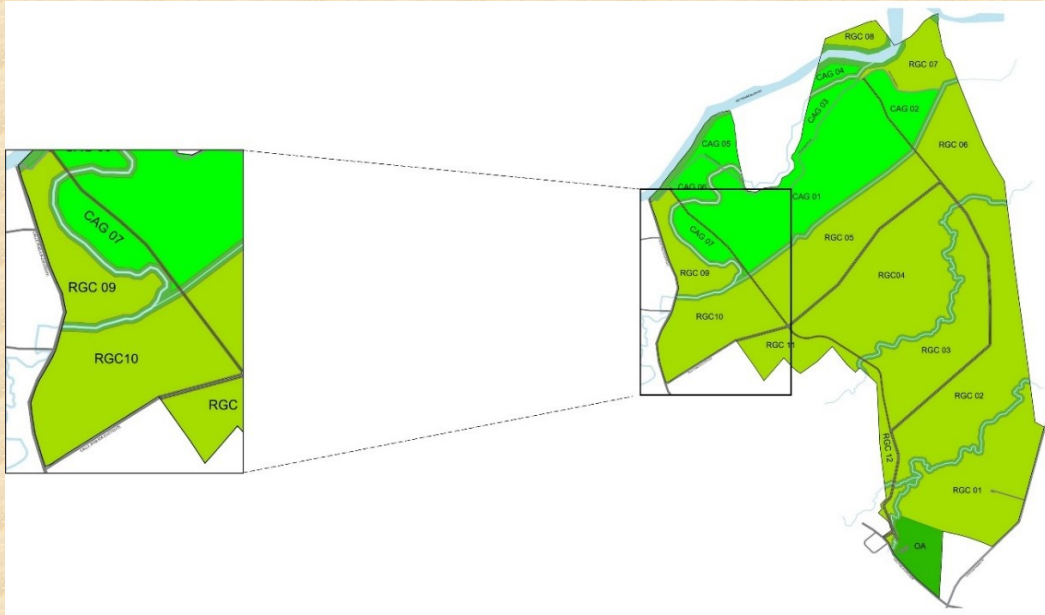 RGC 08
RGC 07
CAG 04
CAG 03
CAG 02
CAG 05
RGC 06
CAG 06
CAG 01
CAG 07
RGC 05
RGC 09
RGC04
RGC10
RGC 11
RGC 03
RGC 02
RGC 12
RGC 01
OA
CAG 07
RGC 09
RGC10
RGC